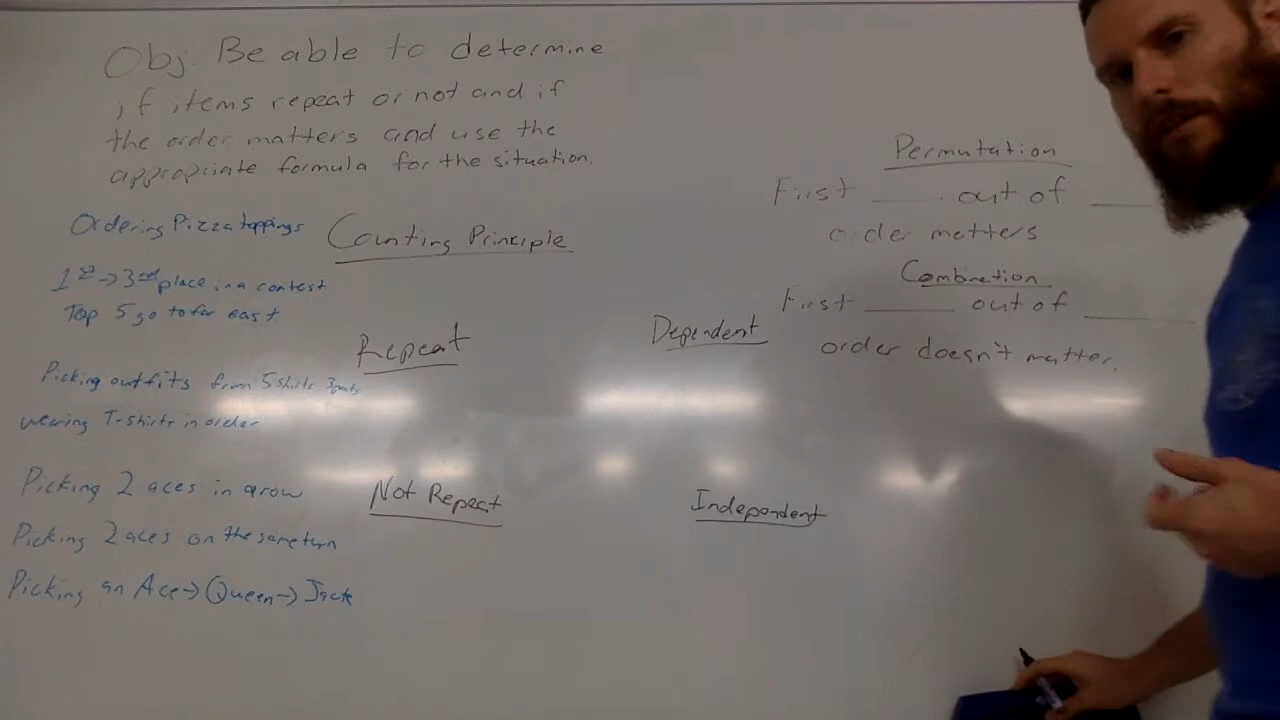 Obj. Be able to determine
if items repeat or not and if
the order matters and use the
appropriate formula for the situation.
Ordering Pizza toppings
1st → 3rd place in a contest
Top 5 go to far east
Picking outfits from 5 shirts 3 pants
wearing T-shirts in order
Picking 2 aces in a row
Picking 2 aces on the same turn
Picking an Ace → Queen → Jack
Counting Principle
Repeat
Not Repeat
Dependent
Independent
Permutation
First ____ out of ____
order matters
Combination
First ____ out of ____
order doesn't matter.